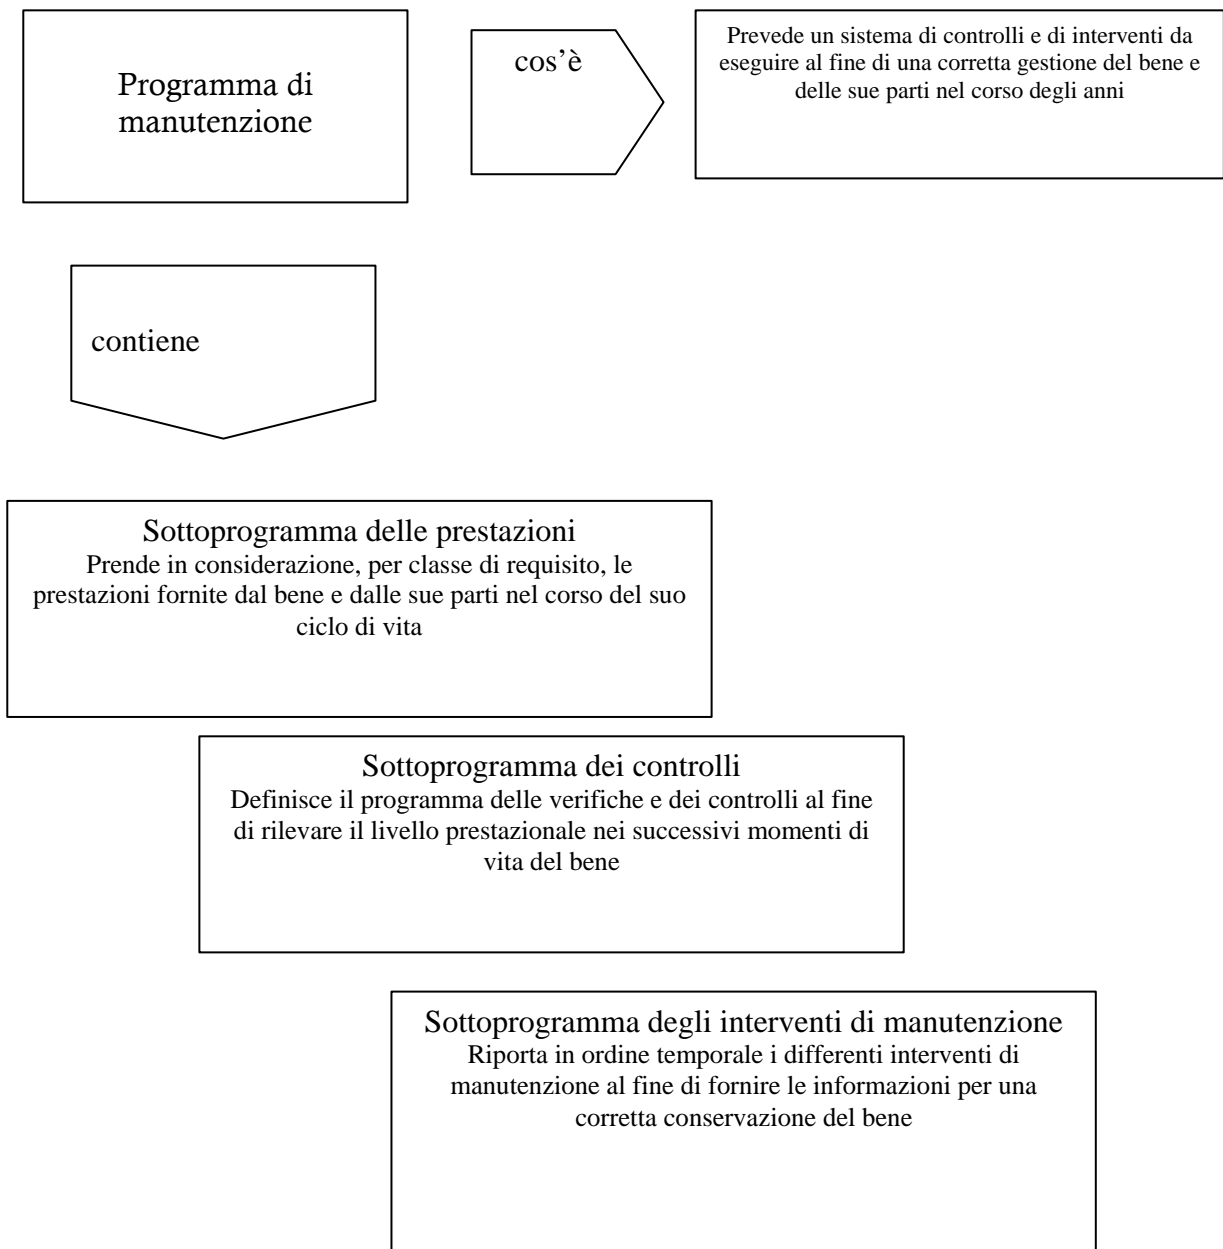 Programma di
manutenzione
cos’è
Prevede un sistema di controlli e di interventi da
eseguire al fine di una corretta gestione del bene e
delle sue parti nel corso degli anni
contiene
Sottoprogramma delle prestazioni
Prende in considerazione, per classe di requisito, le
prestazioni fornite dal bene e dalle sue parti nel corso del suo
ciclo di vita
Sottoprogramma dei controlli
Definisce il programma delle verifiche e dei controlli al fine
di rilevare il livello prestazionale nei successivi momenti di
vita del bene
Sottoprogramma degli interventi di manutenzione
Riporta in ordine temporale i differenti interventi di
manutenzione al fine di fornire le informazioni per una
corretta conservazione del bene